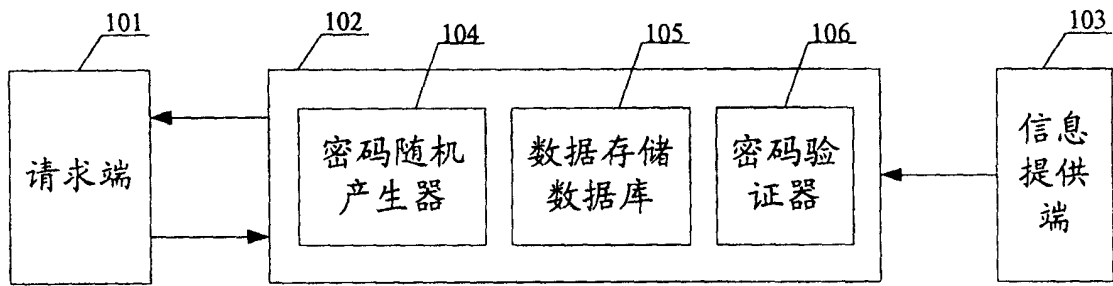 101
102
104
105
106
103
请求端
密码随机
产生器
数据存储
数据库
密码验
证器
信息
提供
端